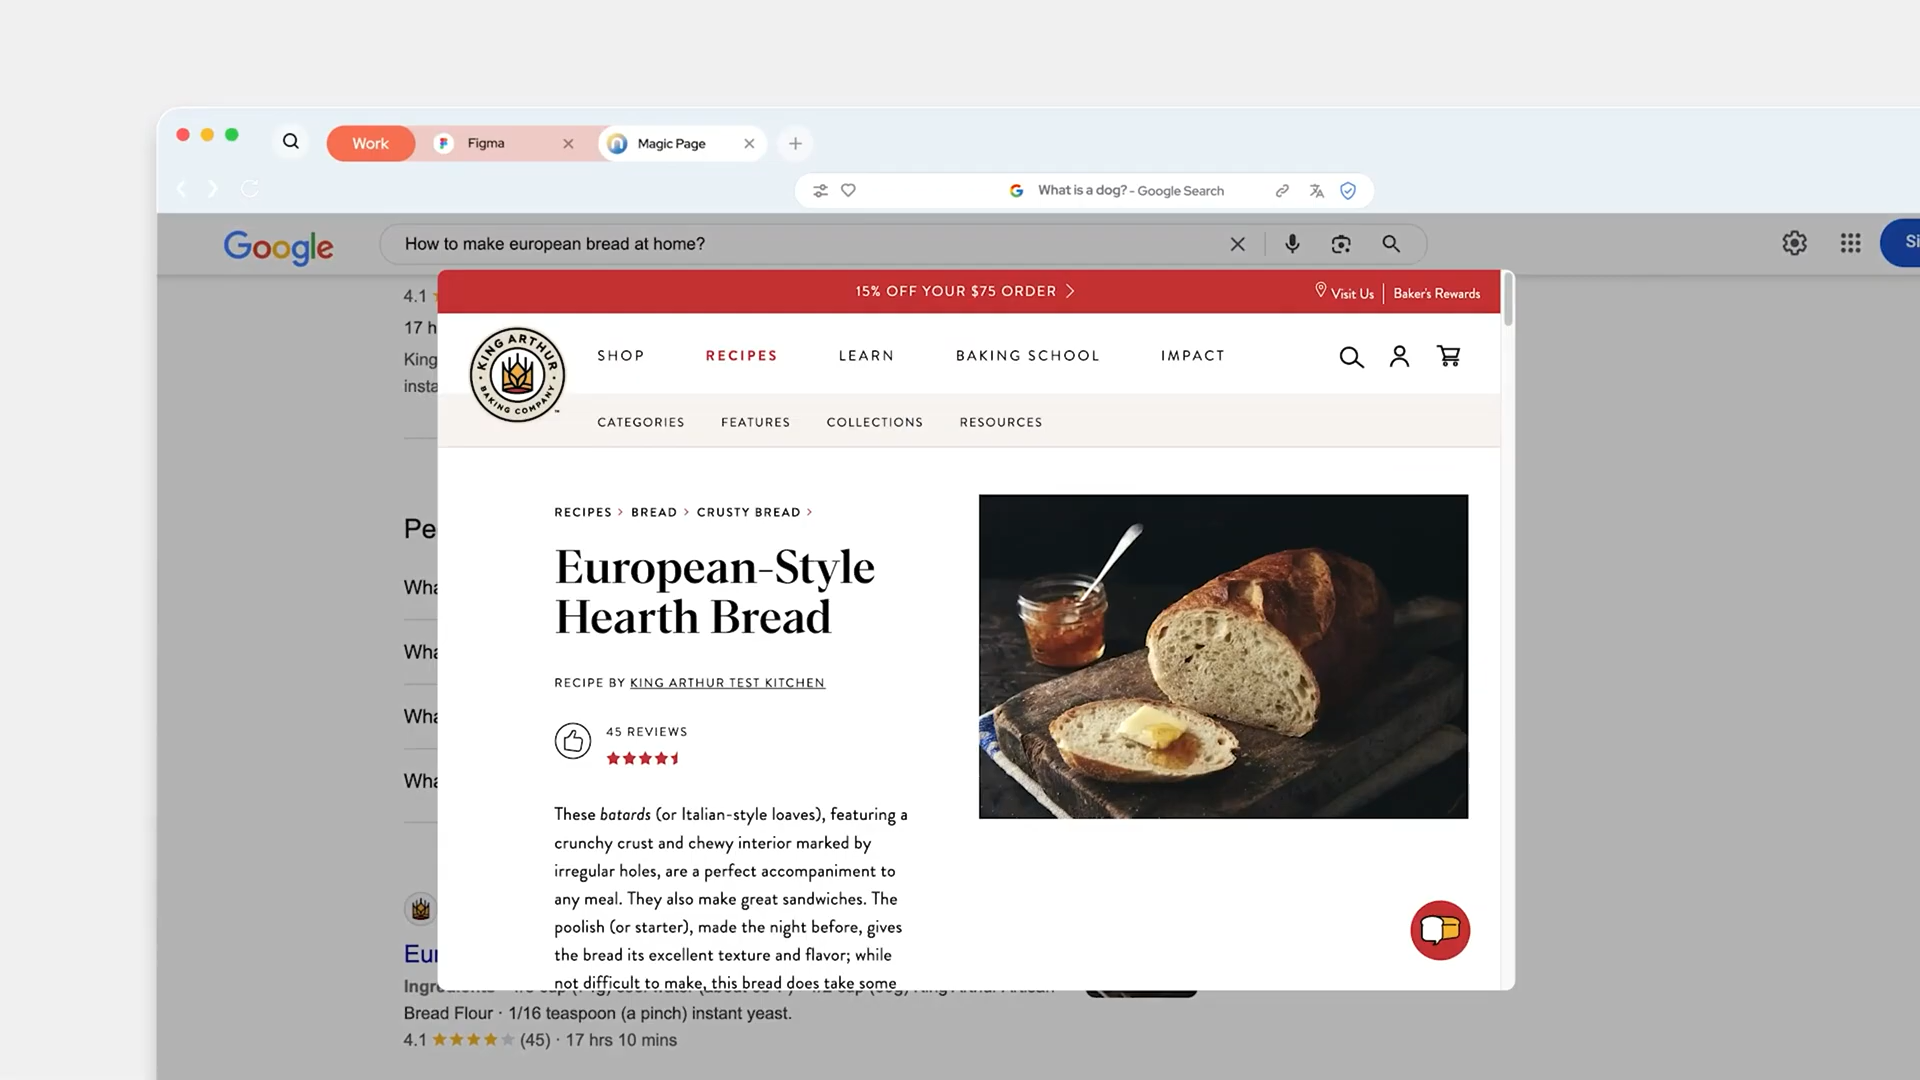 Work
Figma
Magic Page
What is a dog? - Google Search
Google
How to make european bread at home?
Si
4.1
17 h
King
insta
Pe
Wha
Wha
Wha
Wha
15% OFF YOUR $75 ORDER
Visit Us
Baker's Rewards
KING ARTHUR
BAKING COMPANY
SHOP
RECIPES
LEARN
BAKING SCHOOL
IMPACT
CATEGORIES
FEATURES
COLLECTIONS
RESOURCES
RECIPES > BREAD > CRUSTY BREAD >
European-Style
Hearth Bread
RECIPE BY KING ARTHUR TEST KITCHEN
45 REVIEWS
These batards (or Italian-style loaves), featuring a
crunchy crust and chewy interior marked by
irregular holes, are a perfect accompaniment to
any meal. They also make great sandwiches. The
poolish (or starter), made the night before, gives
the bread its excellent texture and flavor; while
not difficult to make, this bread does take some
Eur
Bread Flour · 1/16 teaspoon (a pinch) instant yeast.
4.1 (45) · 17 hrs 10 mins